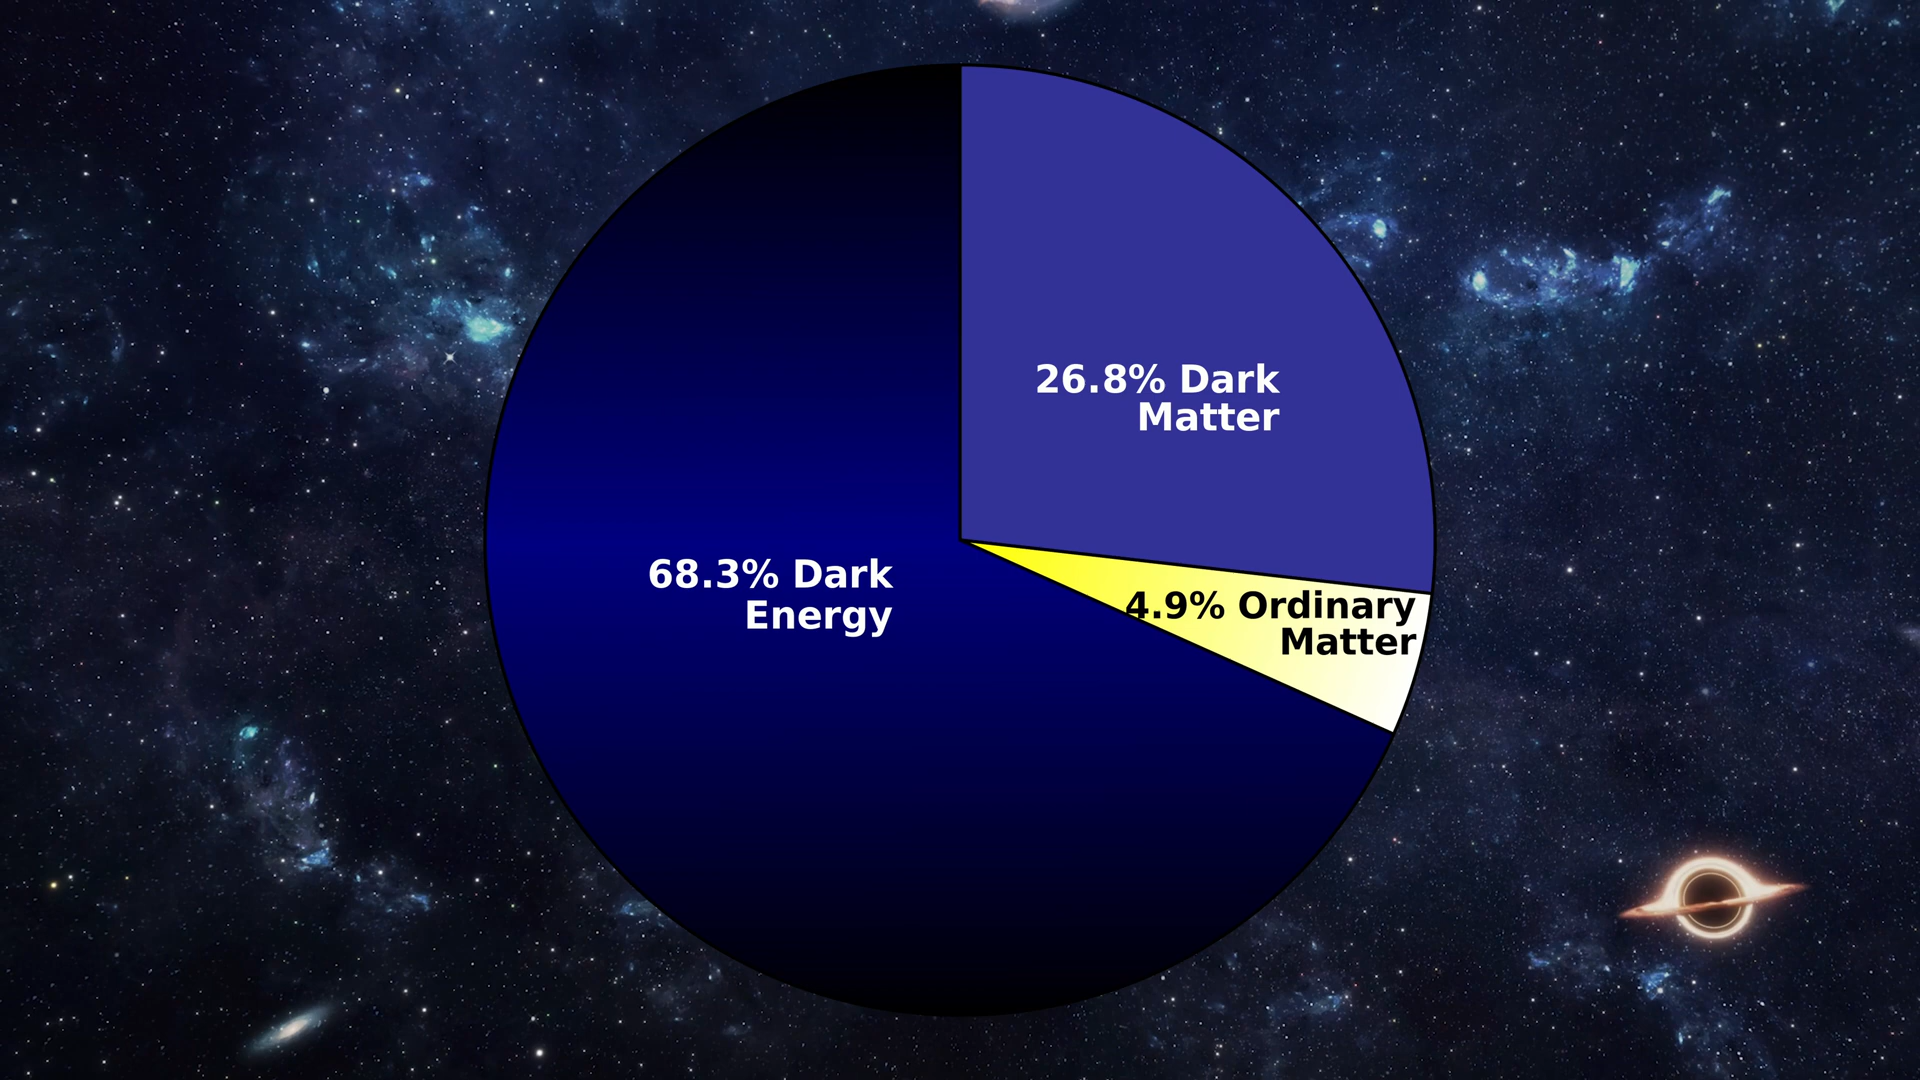 26.8% Dark
Matter
68.3% Dark
Energy
4.9% Ordinary
Matter